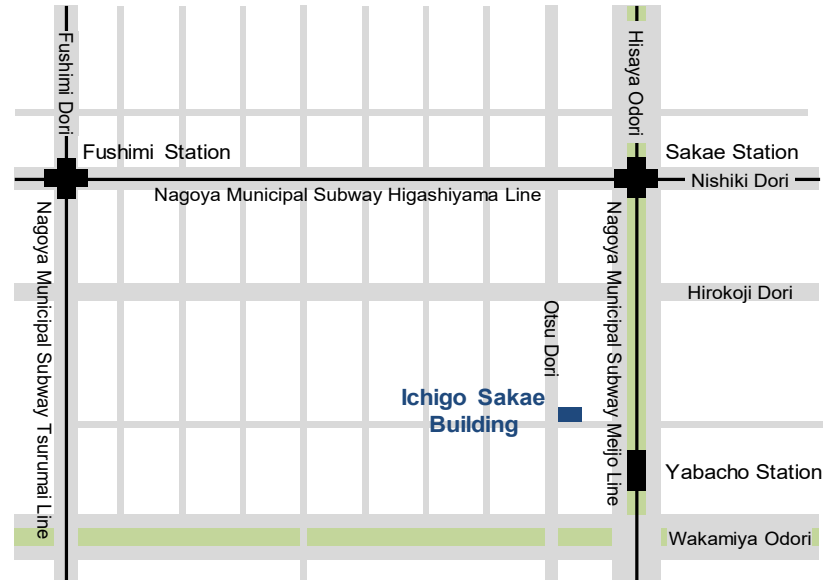 Fushimi Dori
Hisaya Odori
Fushimi Station
Sakae Station
Nagoya Municipal Subway Higashiyama Line
Nishiki Dori
Nagoya Municipal Subway Tsurumai Line
Nagoya Municipal Subway Meijo Line
Hirokoji Dori
Otsu Dori
Ichigo Sakae
Building
Yabacho Station
Wakamiya Odori